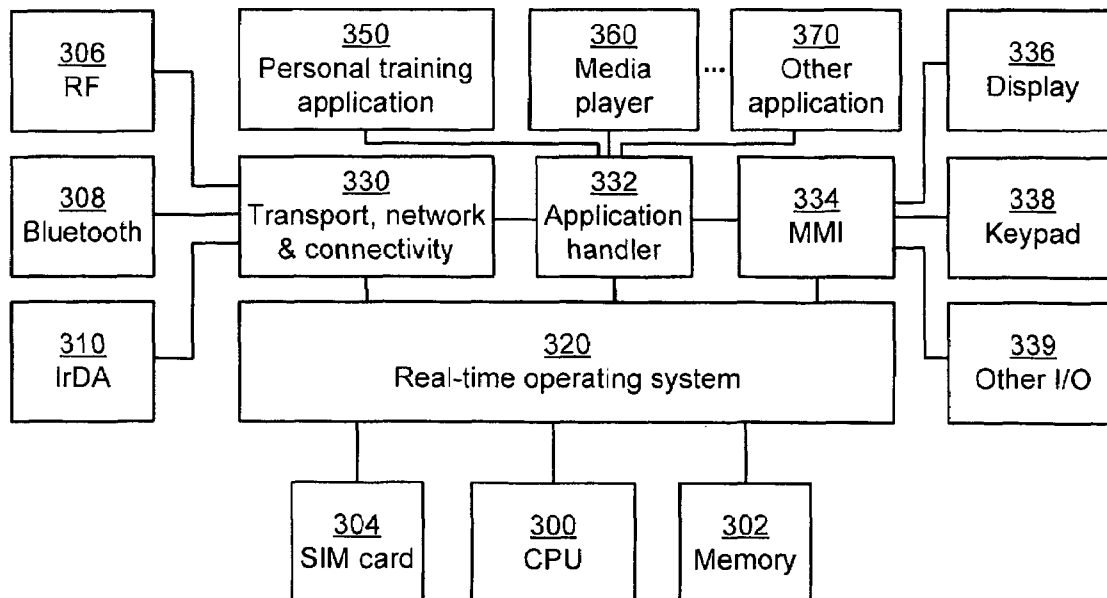 306
RF
350
Personal training
application
360
Media
player
...
370
Other
application
336
Display
308
Bluetooth
330
Transport, network
& connectivity
332
Application
handler
334
MMI
338
Keypad
310
IrDA
320
Real-time operating system
339
Other I/O
304
SIM card
300
CPU
302
Memory